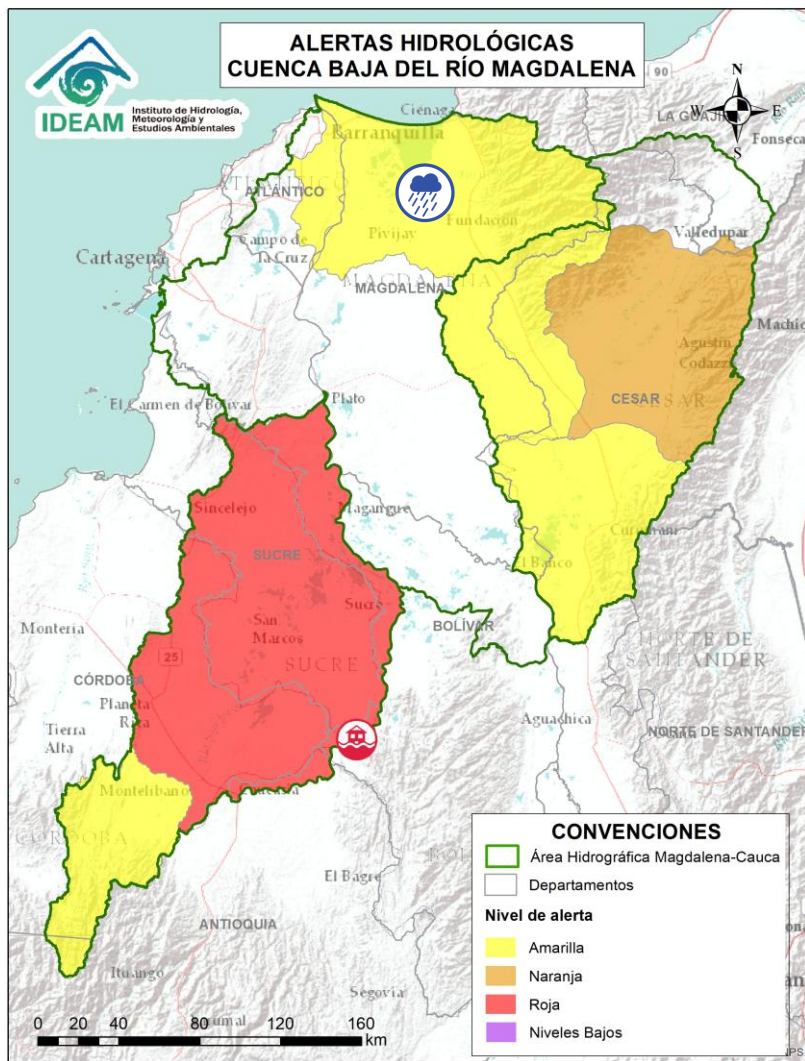 ALERTAS HIDROLÓGICAS
CUENCA BAJA DEL RÍO MAGDALENA
IDEAM
Instituto de Hidrología,
Meteorología y
Estudios Ambientales
N
W
E
S
90
LA GUAJI
Ciénaga
Barranquilla
Fonseca
ATLÁNTICO
Fundación
Pivijay
Valledupar
Cartagena
Campo de
la Cruz
MAGDALENA
Machiq
Agustín
Codazzi
CESAR
El Carmen de Bolívar
Plato
Sincelejo
Magangué
SUCRE
El Banco
Sucre
San
Marcos
BOLÍVAR
Montería
SUCRE
NORTE DE
SANTANDER
25
CÓRDOBA
Planeta
Rica
Aguachica
Tierra
Alta
NORTE DE SANTANDER
Montelíbano
CÓRDOBA
El Bagre
ANTIOQUIA
Ituango
Segovia
0 20 40 80 120 160
km
CONVENCIONES
Área Hidrográfica Magdalena-Cauca
Departamentos
Nivel de alerta
Amarilla
Naranja
Roja
Niveles Bajos